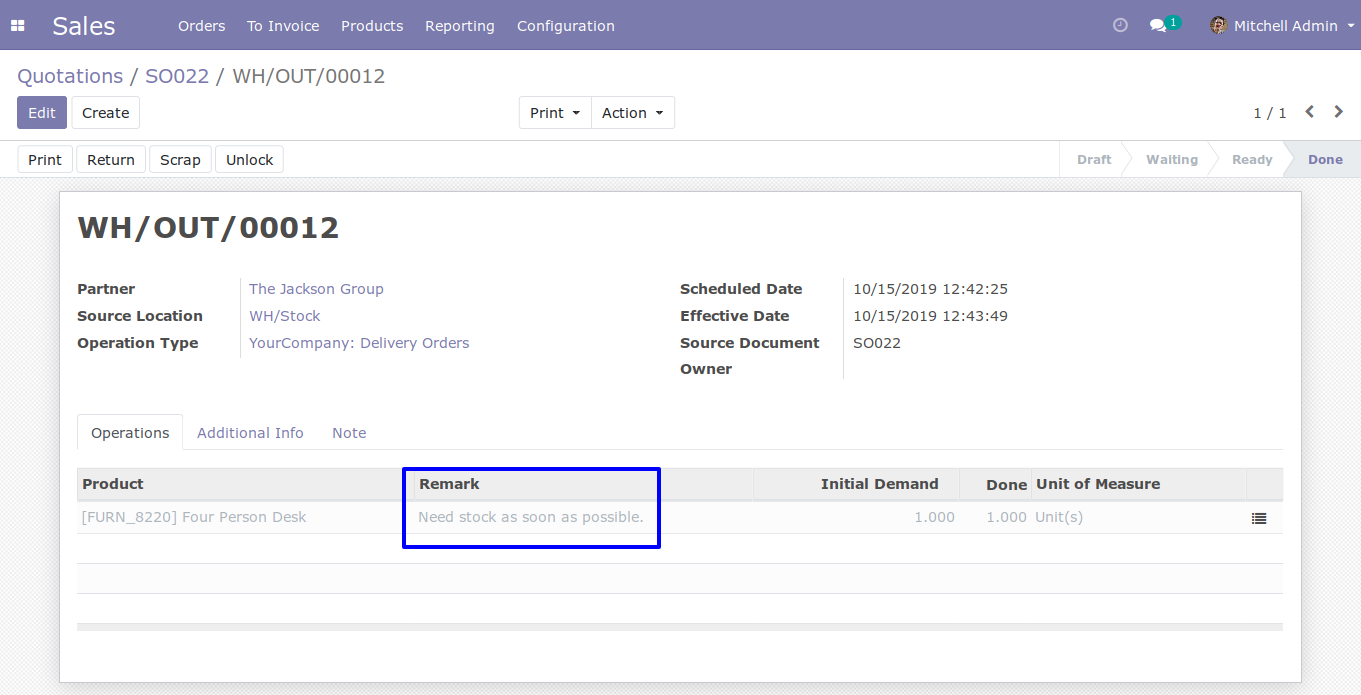 Sales Orders To Invoice Products Reporting Configuration 1 Mitchell Admin
Quotations / SO022 / WH/OUT/00012
Edit Create Print Action 1 / 1
Print Return Scrap Unlock Draft Waiting Ready Done
WH/OUT/00012
Partner The Jackson Group Scheduled Date 10/15/2019 12:42:25
Source Location WH/Stock Effective Date 10/15/2019 12:43:49
Operation Type YourCompany: Delivery Orders Source Document SO022
Owner
Operations Additional Info Note
Product Remark Initial Demand Done Unit of Measure
[FURN_8220] Four Person Desk Need stock as soon as possible. 1.000 1.000 Unit(s)